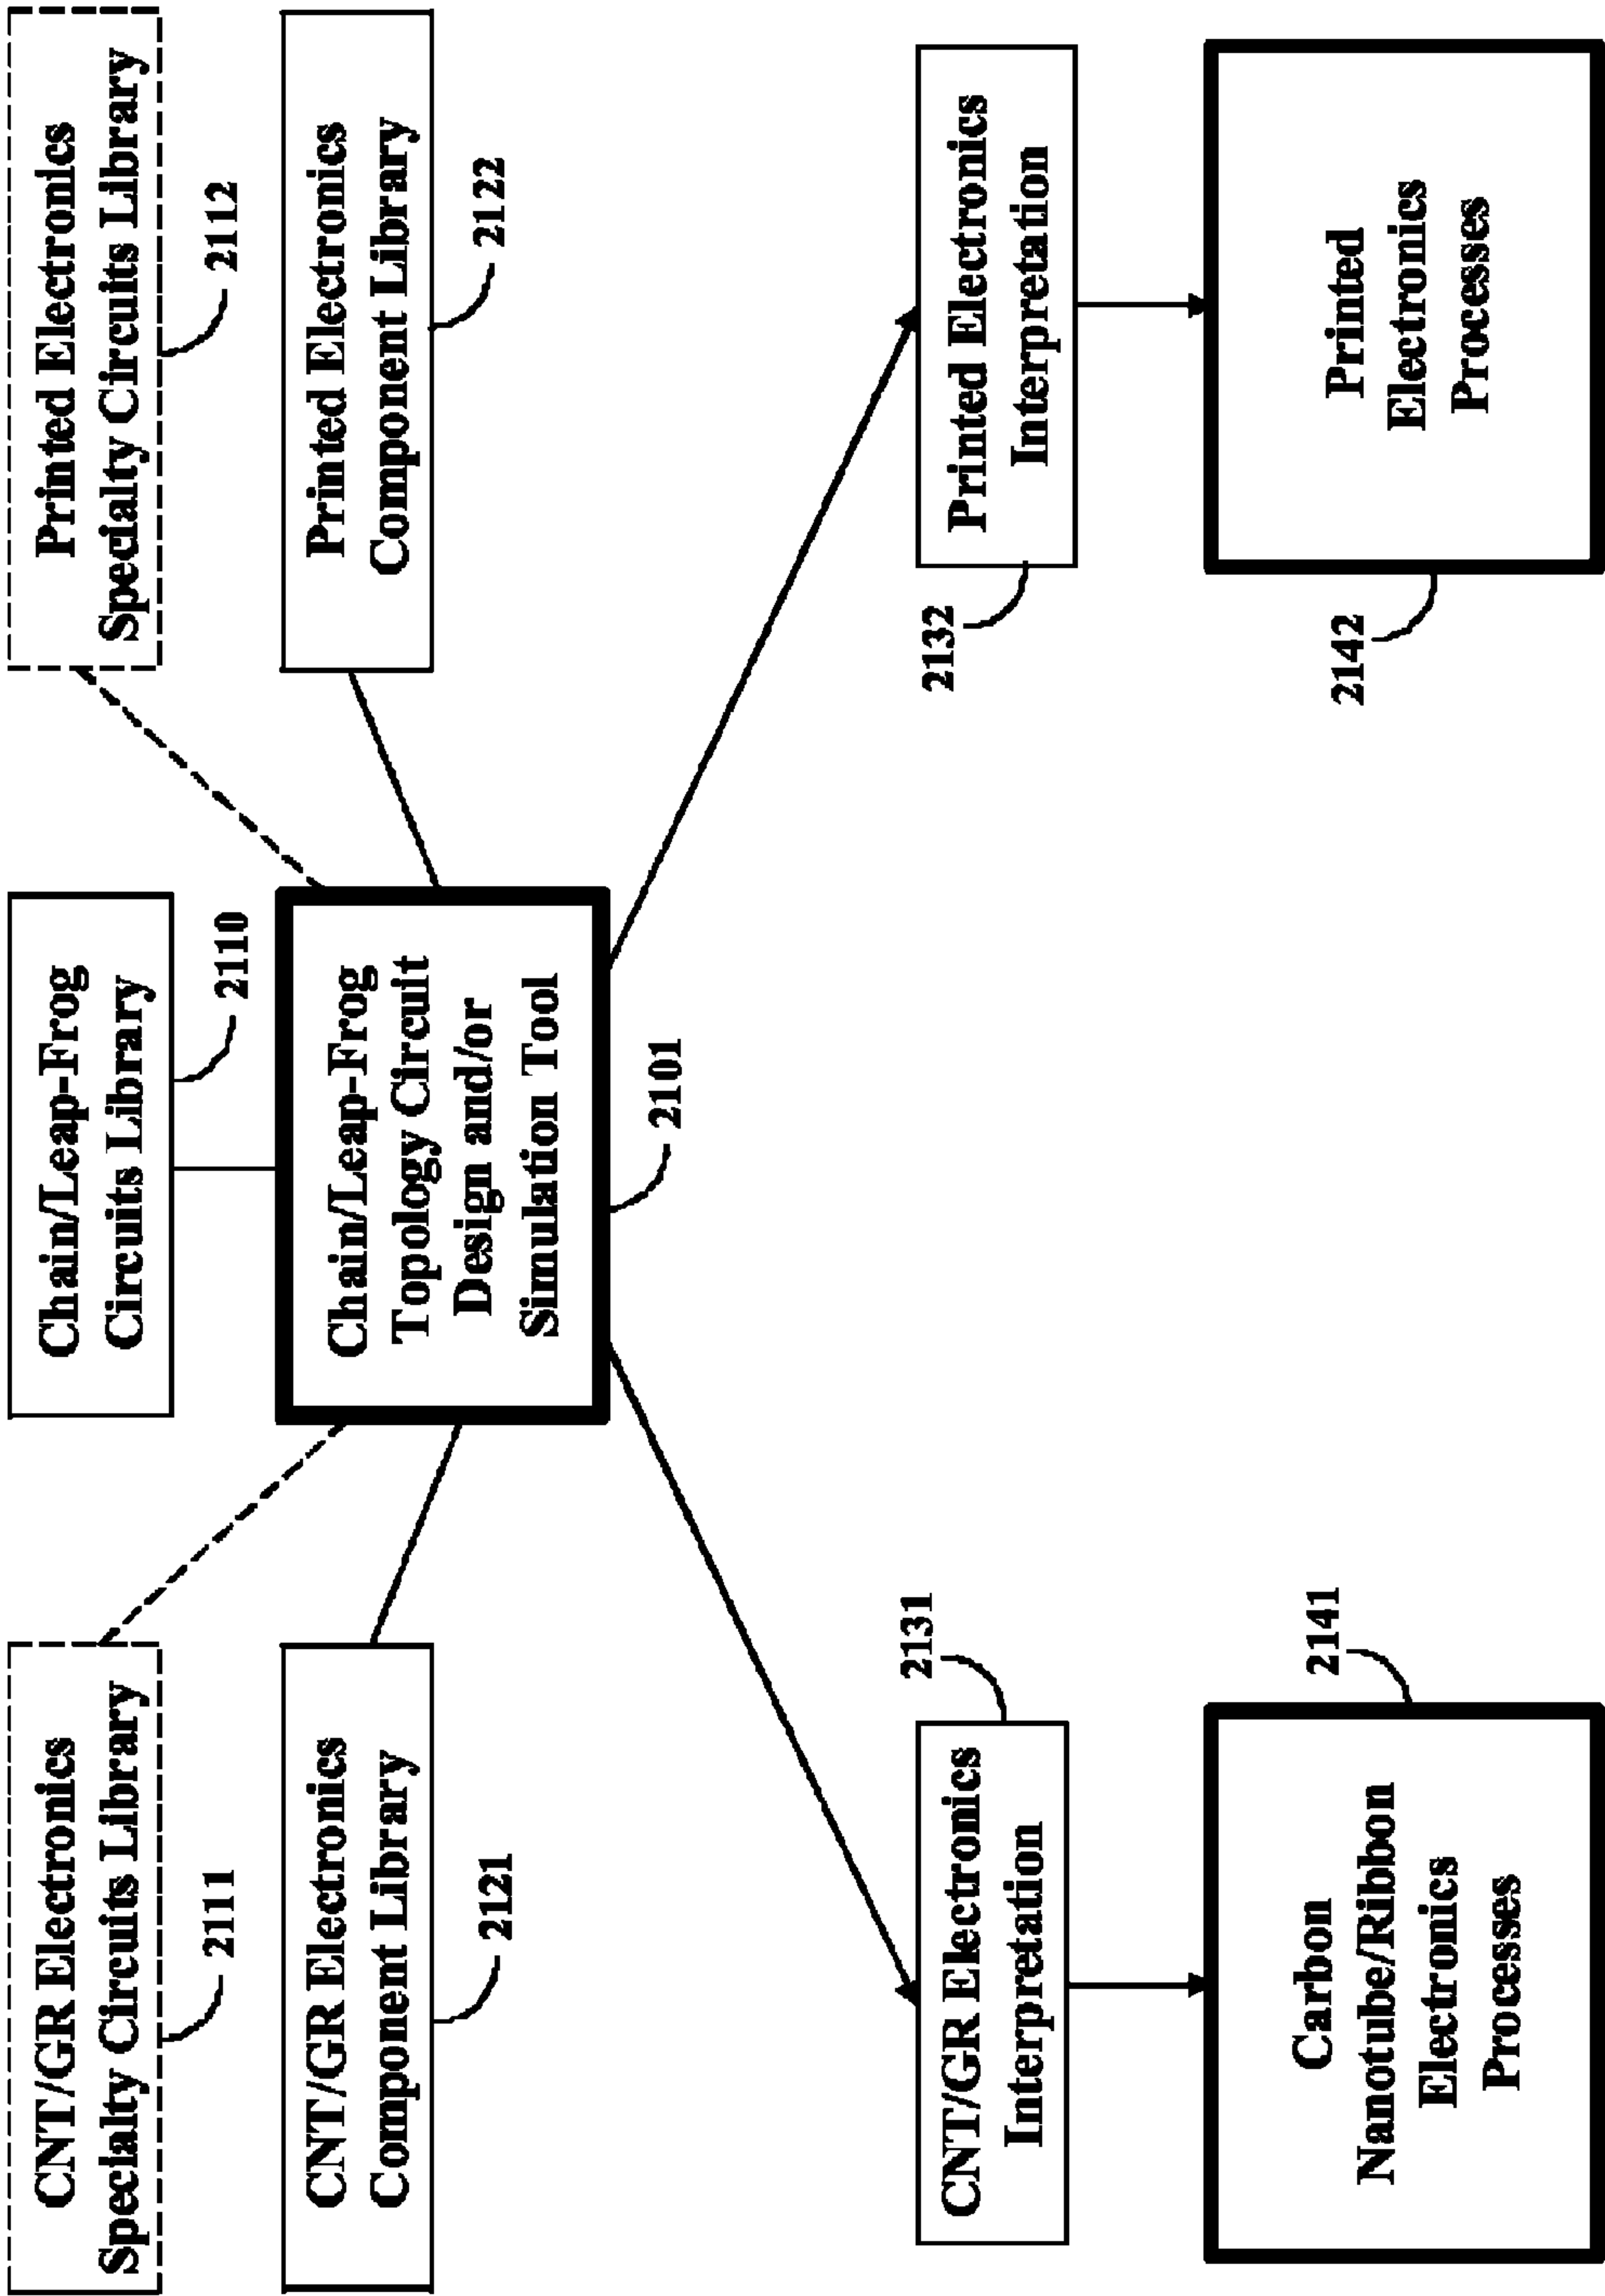 CNT/GR Electronics
Specialty Circuits Library
2111
Chain/Leap-Frog
Circuits Library
2110
Printed Electronics
Specialty Circuits Library
2112
CNT/GR Electronics
Component Library
2121
Chain/Leap-Frog
Topology Circuit
Design and/or
Simulation Tool
2101
Printed Electronics
Component Library
2122
CNT/GR Electronics
Interpretation
2131
Printed Electronics
Interpretation
2132
Carbon
Nanotube/Ribbon
Electronics
Processes
2141
Printed
Electronics
Processes
2142